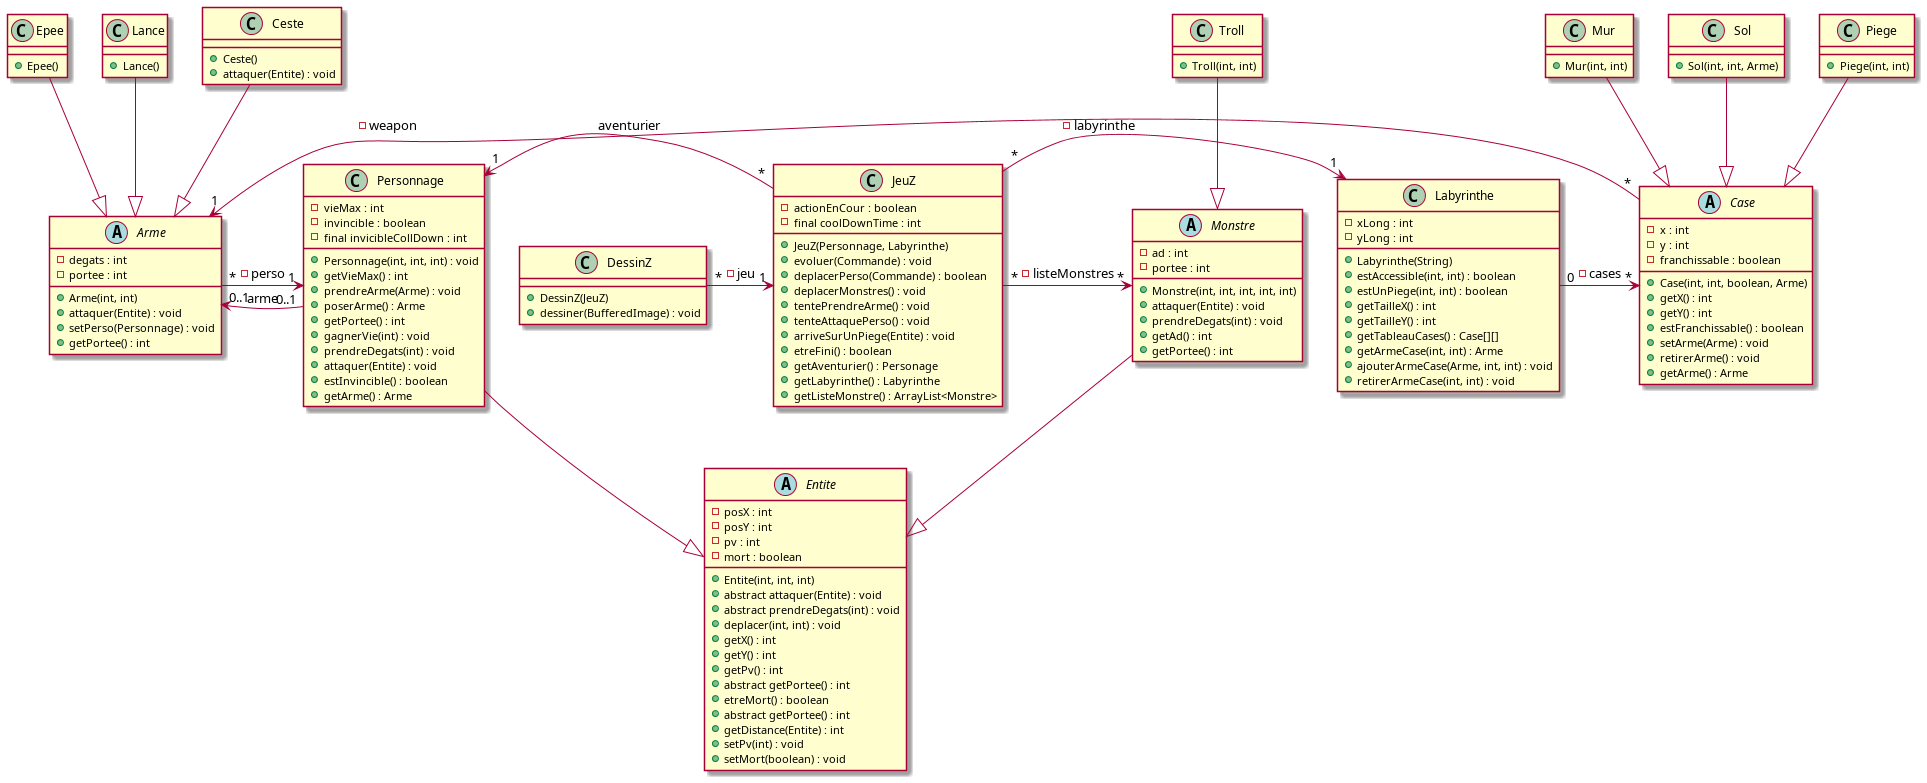 C Epee
Epee()
C Lance
Lance()
C Ceste
Ceste()
attaquer(Entite) : void
C Troll
Troll(int, int)
C Mur
Mur(int, int)
C Sol
Sol(int, int, Arme)
C Piege
Piege(int, int)
weapon
aventurier
labyrinthe
1
*
1
*
*
1
*
A Arme
degats : int
portee : int
Arme(int, int)
attaquer(Entite) : void
setPerso(Personnage) : void
getPortee() : int
* perso 1
0..1 arme 0..1
C Personnage
vieMax : int
invincible : boolean
final invicibleCollDown : int
Personnage(int, int, int) : void
getVieMax() : int
prendreArme(Arme) : void
poserArme() : Arme
getPortee() : int
gagnerVie(int) : void
prendreDegats(int) : void
attaquer(Entite) : void
estInvincible() : boolean
getArme() : Arme
C DessinZ
DessinZ(JeuZ)
dessiner(BufferedImage) : void
* jeu 1
C JeuZ
actionEnCour : boolean
final coolDownTime : int
JeuZ(Personnage, Labyrinthe)
evoluer(Commande) : void
deplacerPerso(Commande) : boolean
deplacerMonstres() : void
tentePrendreArme() : void
tenteAttaquePerso() : void
arriveSurUnPiege(Entite) : void
etreFini() : boolean
getAventurier() : Personage
getLabyrinthe() : Labyrinthe
getListeMonstre() : ArrayList<Monstre>
* listeMonstres *
A Monstre
ad : int
portee : int
Monstre(int, int, int, int, int)
attaquer(Entite) : void
prendreDegats(int) : void
getAd() : int
getPortee() : int
C Labyrinthe
xLong : int
yLong : int
Labyrinthe(String)
estAccessible(int, int) : boolean
estUnPiege(int, int) : boolean
getTailleX() : int
getTailleY() : int
getTableauCases() : Case[][]
getArmeCase(int, int) : Arme
ajouterArmeCase(Arme, int, int) : void
retirerArmeCase(int, int) : void
0 cases *
A Case
x : int
y : int
franchissable : boolean
Case(int, int, boolean, Arme)
getX() : int
getY() : int
estFranchissable() : boolean
setArme(Arme) : void
retirerArme() : void
getArme() : Arme
A Entite
posX : int
posY : int
pv : int
mort : boolean
Entite(int, int, int)
abstract attaquer(Entite) : void
abstract prendreDegats(int) : void
deplacer(int, int) : void
getX() : int
getY() : int
getPv() : int
abstract getPortee() : int
etreMort() : boolean
abstract getPortee() : int
getDistance(Entite) : int
setPv(int) : void
setMort(boolean) : void